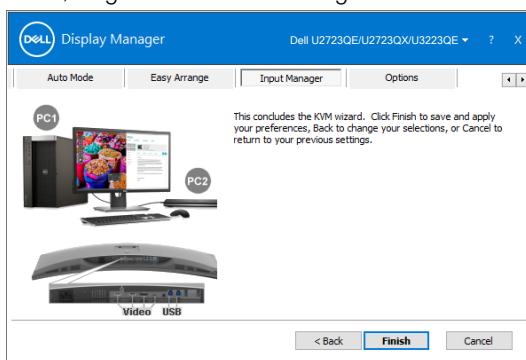 DELL Display Manager
Dell U2723QE/U2723QX/U3223QE
? X
Auto Mode Easy Arrange Input Manager Options
PC1
This concludes the KVM wizard. Click Finish to save and apply
your preferences, Back to change your selections, or Cancel to
return to your previous settings.
PC2
Video USB
< Back Finish Cancel